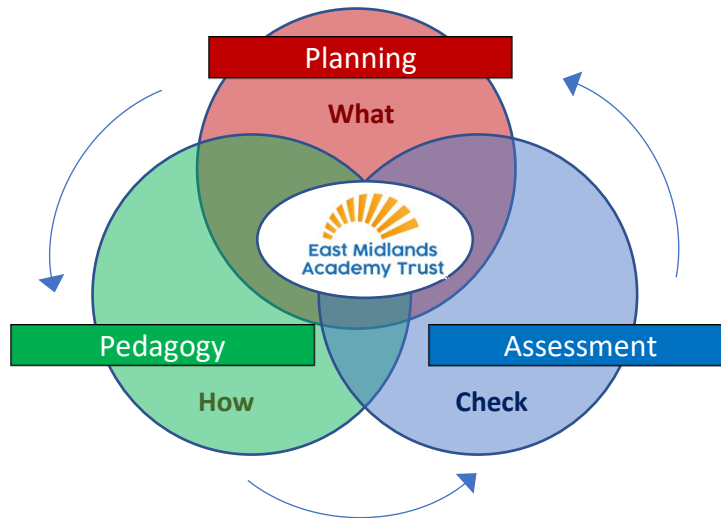 Planning
What
East Midlands
Academy Trust
Pedagogy
Assessment
How
Check